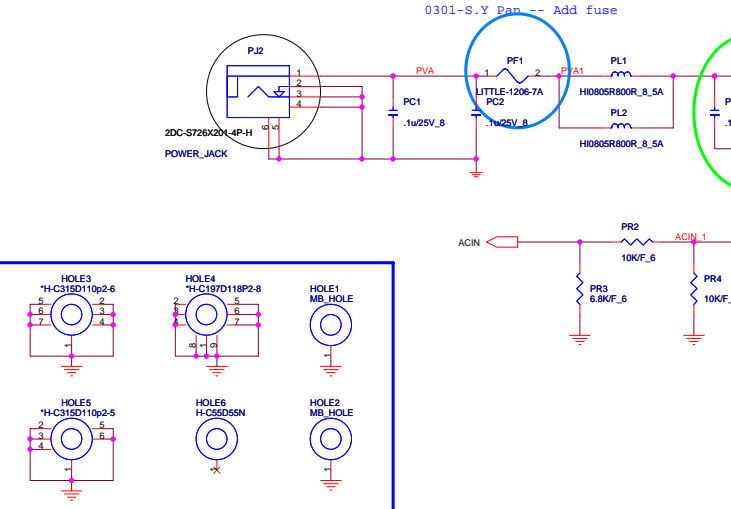 0301-S.Y Pan -- Add fuse
PJ2
1
2
3
4
6
5
2DC-S726X201-4P-H
POWER_JACK
PVA
PC1
.1u/25V_8
PF1
1
2
LITTLE-1206-7A
PC2
.1u/25V_8
PVA1
PL1
HI0805R800R_8_5A
PL2
HI0805R800R_8_5A
ACIN
PR2
10K/F_6
ACIN_1
PR3
6.8K/F_6
PR4
10K/F_
HOLE3
*H-C315D110p2-6
5
6
7
2
3
4
1
HOLE4
*H-C197D118P2-8
2
3
4
5
6
7
8
1
9
HOLE1
MB_HOLE
1
HOLE5
*H-C315D110p2-5
2
3
4
5
6
1
HOLE6
H-C55D55N
1
HOLE2
MB_HOLE
1